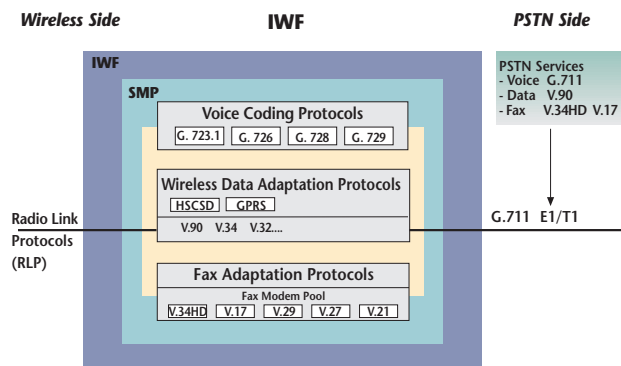 Wireless Side IWF PSTN Side
IWF
SMP
Voice Coding Protocols
G. 723.1 G. 726 G. 728 G. 729
Wireless Data Adaptation Protocols
HSCSD GPRS
V.90 V.34 V.32....
Fax Adaptation Protocols
Fax Modem Pool
V.34HD V.17 V.29 V.27 V.21
Radio Link
Protocols
(RLP)
PSTN Services
- Voice G.711
- Data V.90
- Fax V.34HD V.17
G.711 E1/T1